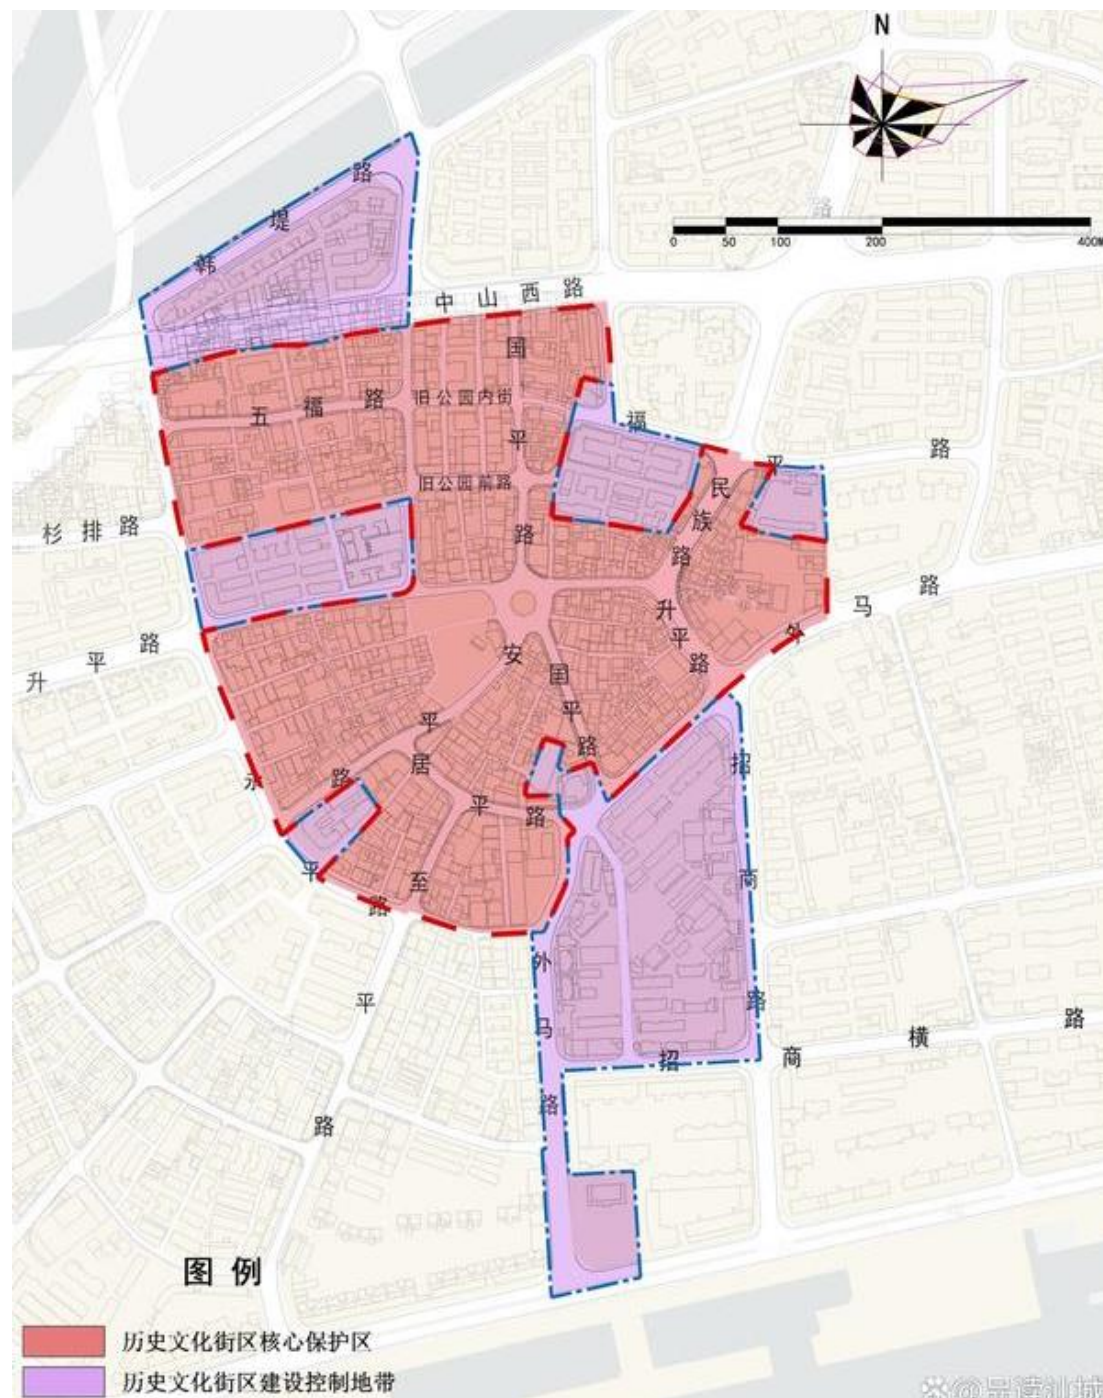 N
路
0 50 100 200 400M
韩堤路
中山西路
国平路
五福路
旧公园内街
旧公园前路
福平路
民族路
杉排路
升平路
外马路
升平路
安平路
国平路
居平路
永平路
至平路
招商路
外马路
招商横路
图例
历史文化街区核心保护区
历史文化街区建设控制地带